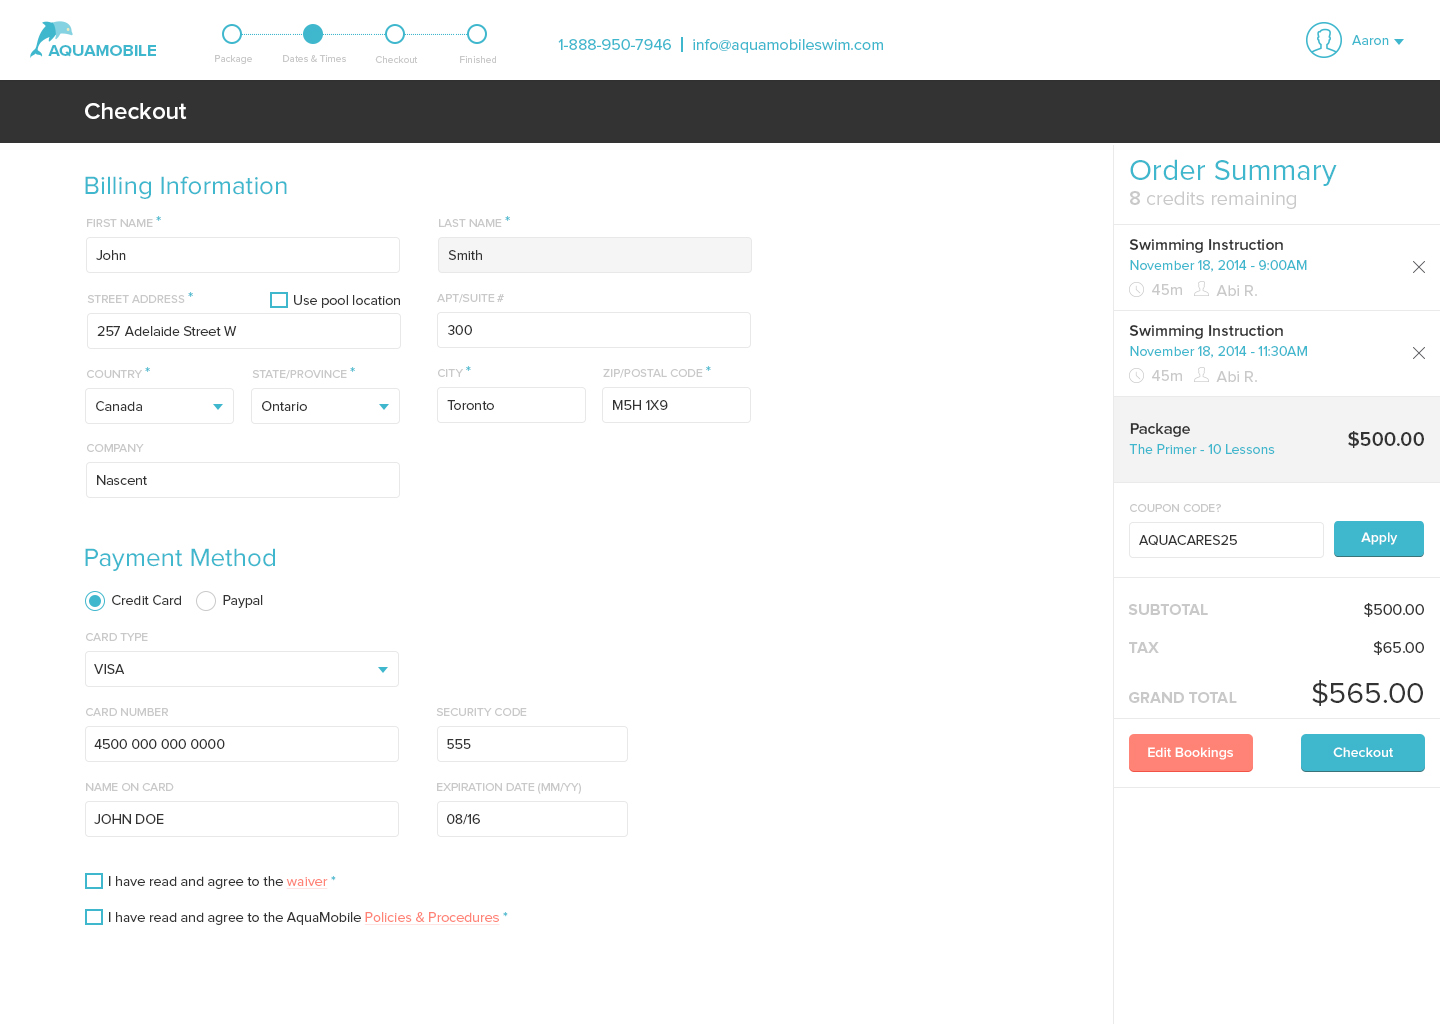 AQUAMOBILE
Package
Dates & Times
Checkout
Finished
1-888-950-7946 | info@aquamobileswim.com
Aaron
Checkout
Billing Information
FIRST NAME *
LAST NAME *
John
Smith
STREET ADDRESS *
Use pool location
APT/SUITE #
257 Adelaide Street W
300
COUNTRY *
STATE/PROVINCE *
CITY *
ZIP/POSTAL CODE *
Canada
Ontario
Toronto
M5H 1X9
COMPANY
Nascent
Payment Method
Credit Card
Paypal
CARD TYPE
VISA
CARD NUMBER
SECURITY CODE
4500 000 000 0000
555
NAME ON CARD
EXPIRATION DATE (MM/YY)
JOHN DOE
08/16
I have read and agree to the waiver *
I have read and agree to the AquaMobile Policies & Procedures *
Order Summary
8 credits remaining
Swimming Instruction
November 18, 2014 - 9:00AM
45m Abi R.
Swimming Instruction
November 18, 2014 - 11:30AM
45m Abi R.
Package
The Primer - 10 Lessons
$500.00
COUPON CODE?
AQUACARES25
Apply
SUBTOTAL $500.00
TAX $65.00
GRAND TOTAL $565.00
Edit Bookings
Checkout